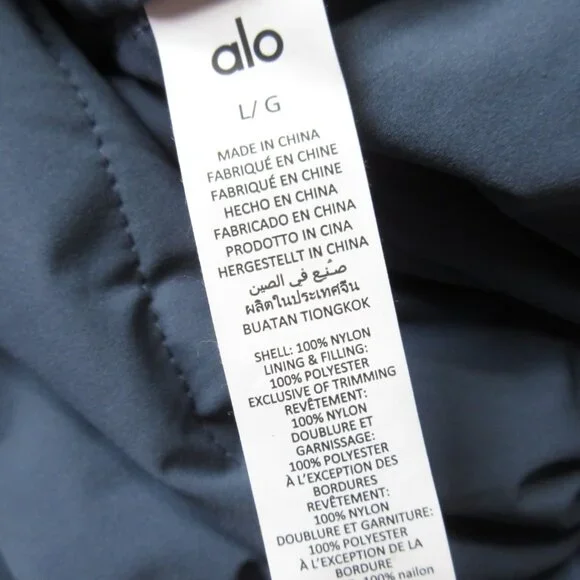 alo
L/ G
MADE IN CHINA
FABRIQUÉ EN CHINE
FABRIQUÉ EN CHINE
HECHO EN CHINA
FABRICADO EN CHINA
PRODOTTO IN CINA
HERGESTELLT IN CHINA
صُنِع في الصين
ผลิตในประเทศจีน
BUATAN TIONGKOK
SHELL: 100% NYLON
LINING & FILLING:
100% POLYESTER
EXCLUSIVE OF TRIMMING
REVÊTEMENT:
100% NYLON
DOUBLURE ET
GARNISSAGE:
100% POLYESTER
À L'EXCEPTION DES
BORDURES
REVÊTEMENT:
100% NYLON
DOUBLURE ET GARNITURE:
100% POLYESTER
À L'EXCEPTION DE LA
BORDURE
100% nailon